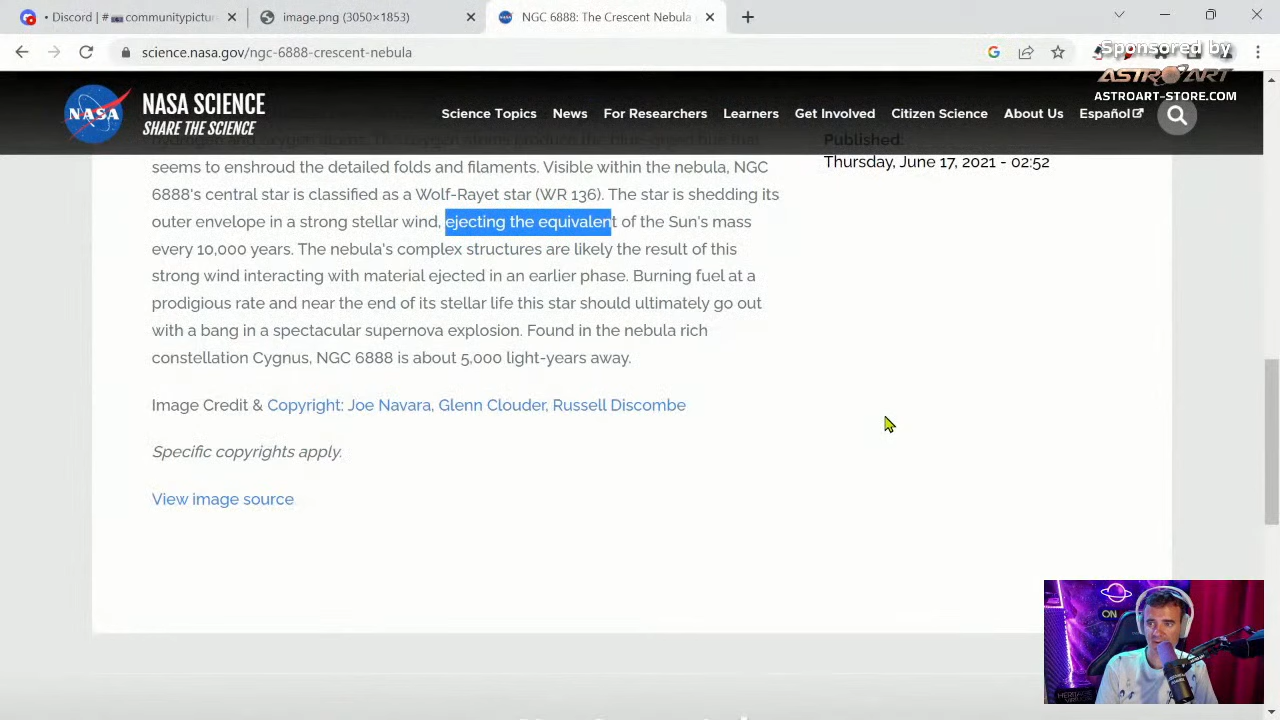 Discord | #📷communitypictur
image.png (3050×1853)
NGC 6888: The Crescent Nebula
science.nasa.gov/ngc-6888-crescent-nebula
Sponsored by
ASTROART
ASTROART-STORE.COM
NASA
NASA SCIENCE
SHARE THE SCIENCE
Science Topics
News
For Researchers
Learners
Get Involved
Citizen Science
About Us
Español
Published:
Thursday, June 17, 2021 - 02:52
seems to enshroud the detailed folds and filaments. Visible within the nebula, NGC
6888's central star is classified as a Wolf-Rayet star (WR 136). The star is shedding its
outer envelope in a strong stellar wind, ejecting the equivalent of the Sun's mass
every 10,000 years. The nebula's complex structures are likely the result of this
strong wind interacting with material ejected in an earlier phase. Burning fuel at a
prodigious rate and near the end of its stellar life this star should ultimately go out
with a bang in a spectacular supernova explosion. Found in the nebula rich
constellation Cygnus, NGC 6888 is about 5,000 light-years away.
Image Credit & Copyright: Joe Navara, Glenn Clouder, Russell Discombe
Specific copyrights apply.
View image source
ON